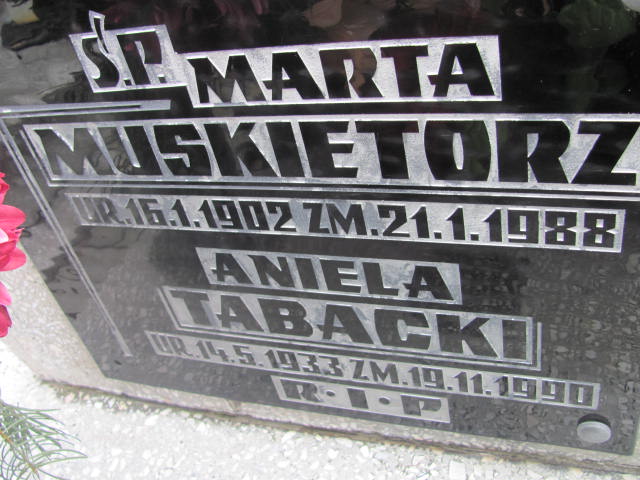 Ś.P. MARTA
MUSKIETORZ
UR.16.1.1902 ZM.21.1.1988
ANIELA
TABACKI
UR.14.5.1933 ZM.19.11.1990
R·I·P